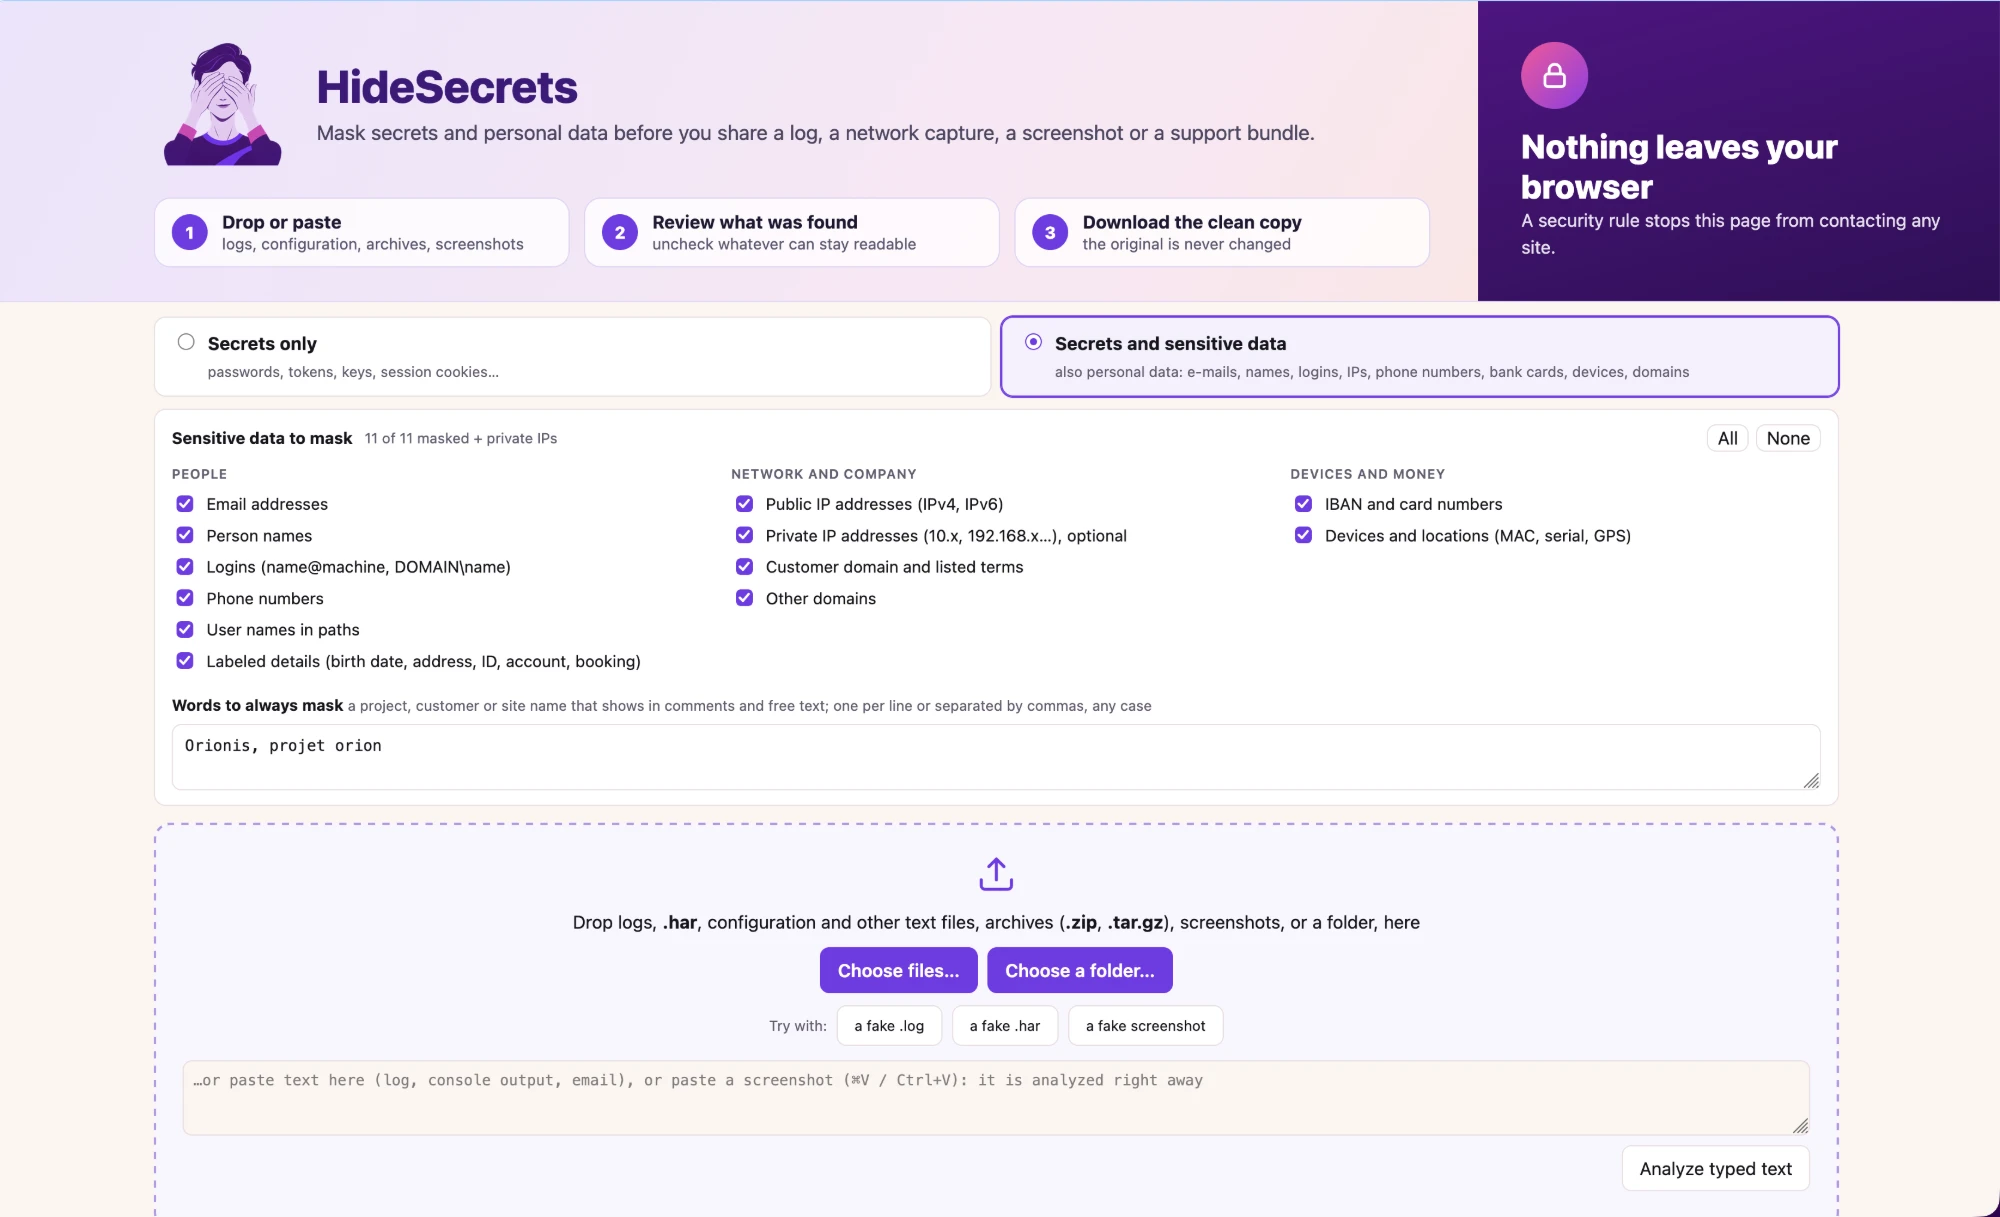 HideSecrets
Mask secrets and personal data before you share a log, a network capture, a screenshot or a support bundle.
1
Drop or paste
logs, configuration, archives, screenshots
2
Review what was found
uncheck whatever can stay readable
3
Download the clean copy
the original is never changed
Nothing leaves your
browser
A security rule stops this page from contacting any
site.
Secrets only
passwords, tokens, keys, session cookies...
Secrets and sensitive data
also personal data: e-mails, names, logins, IPs, phone numbers, bank cards, devices, domains
Sensitive data to mask 11 of 11 masked + private IPs
All None
PEOPLE
Email addresses
Person names
Logins (name@machine, DOMAIN\name)
Phone numbers
User names in paths
Labeled details (birth date, address, ID, account, booking)
NETWORK AND COMPANY
Public IP addresses (IPv4, IPv6)
Private IP addresses (10.x, 192.168.x...), optional
Customer domain and listed terms
Other domains
DEVICES AND MONEY
IBAN and card numbers
Devices and locations (MAC, serial, GPS)
Words to always mask a project, customer or site name that shows in comments and free text; one per line or separated by commas, any case
Orionis, projet orion
Drop logs, .har, configuration and other text files, archives (.zip, .tar.gz), screenshots, or a folder, here
Choose files... Choose a folder...
Try with: a fake .log a fake .har a fake screenshot
…or paste text here (log, console output, email), or paste a screenshot (⌘V / Ctrl+V): it is analyzed right away
Analyze typed text